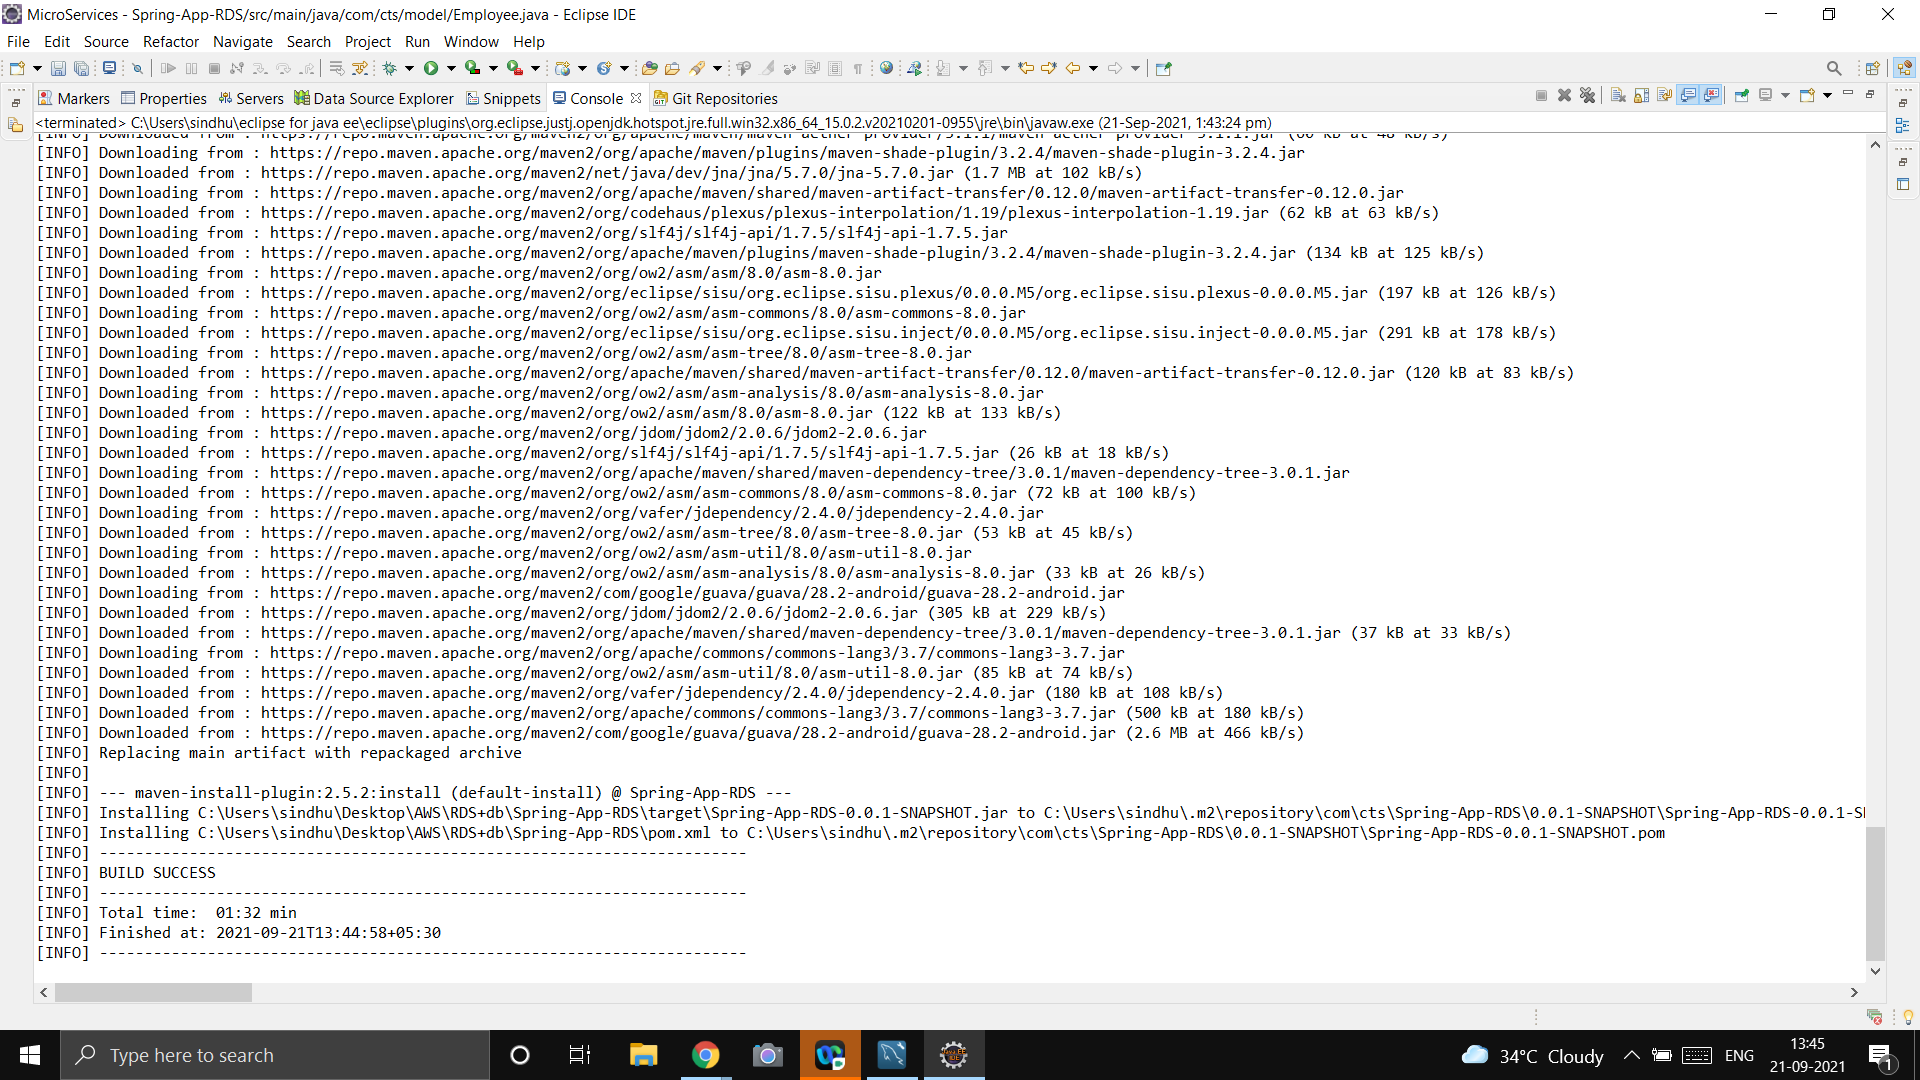 MicroServices - Spring-App-RDS/src/main/java/com/cts/model/Employee.java - Eclipse IDE
File Edit Source Refactor Navigate Search Project Run Window Help
Markers Properties Servers Data Source Explorer Snippets Console Git Repositories
<terminated> C:\Users\sindhu\eclipse for java ee\eclipse\plugins\org.eclipse.justj.openjdk.hotspot.jre.full.win32.x86_64_15.0.2.v20210201-0955\jre\bin\javaw.exe (21-Sep-2021, 1:43:24 pm)
[INFO] Downloaded from : https://repo.maven.apache.org/maven2/org/apache/maven/maven-aether-provider/3.1.1/maven-aether-provider-3.1.1.jar (60 kB at 48 kB/s)
[INFO] Downloading from : https://repo.maven.apache.org/maven2/org/apache/maven/plugins/maven-shade-plugin/3.2.4/maven-shade-plugin-3.2.4.jar
[INFO] Downloaded from : https://repo.maven.apache.org/maven2/net/java/dev/jna/jna/5.7.0/jna-5.7.0.jar (1.7 MB at 102 kB/s)
[INFO] Downloading from : https://repo.maven.apache.org/maven2/org/apache/maven/shared/maven-artifact-transfer/0.12.0/maven-artifact-transfer-0.12.0.jar
[INFO] Downloaded from : https://repo.maven.apache.org/maven2/org/codehaus/plexus/plexus-interpolation/1.19/plexus-interpolation-1.19.jar (62 kB at 63 kB/s)
[INFO] Downloading from : https://repo.maven.apache.org/maven2/org/slf4j/slf4j-api/1.7.5/slf4j-api-1.7.5.jar
[INFO] Downloaded from : https://repo.maven.apache.org/maven2/org/apache/maven/plugins/maven-shade-plugin/3.2.4/maven-shade-plugin-3.2.4.jar (134 kB at 125 kB/s)
[INFO] Downloading from : https://repo.maven.apache.org/maven2/org/ow2/asm/asm/8.0/asm-8.0.jar
[INFO] Downloaded from : https://repo.maven.apache.org/maven2/org/eclipse/sisu/org.eclipse.sisu.plexus/0.0.0.M5/org.eclipse.sisu.plexus-0.0.0.M5.jar (197 kB at 126 kB/s)
[INFO] Downloading from : https://repo.maven.apache.org/maven2/org/ow2/asm/asm-commons/8.0/asm-commons-8.0.jar
[INFO] Downloaded from : https://repo.maven.apache.org/maven2/org/eclipse/sisu/org.eclipse.sisu.inject/0.0.0.M5/org.eclipse.sisu.inject-0.0.0.M5.jar (291 kB at 178 kB/s)
[INFO] Downloading from : https://repo.maven.apache.org/maven2/org/ow2/asm/asm-tree/8.0/asm-tree-8.0.jar
[INFO] Downloaded from : https://repo.maven.apache.org/maven2/org/apache/maven/shared/maven-artifact-transfer/0.12.0/maven-artifact-transfer-0.12.0.jar (120 kB at 83 kB/s)
[INFO] Downloading from : https://repo.maven.apache.org/maven2/org/ow2/asm/asm-analysis/8.0/asm-analysis-8.0.jar
[INFO] Downloaded from : https://repo.maven.apache.org/maven2/org/ow2/asm/asm/8.0/asm-8.0.jar (122 kB at 133 kB/s)
[INFO] Downloading from : https://repo.maven.apache.org/maven2/org/jdom/jdom2/2.0.6/jdom2-2.0.6.jar
[INFO] Downloaded from : https://repo.maven.apache.org/maven2/org/slf4j/slf4j-api/1.7.5/slf4j-api-1.7.5.jar (26 kB at 18 kB/s)
[INFO] Downloading from : https://repo.maven.apache.org/maven2/org/apache/maven/shared/maven-dependency-tree/3.0.1/maven-dependency-tree-3.0.1.jar
[INFO] Downloaded from : https://repo.maven.apache.org/maven2/org/ow2/asm/asm-commons/8.0/asm-commons-8.0.jar (72 kB at 100 kB/s)
[INFO] Downloading from : https://repo.maven.apache.org/maven2/org/vafer/jdependency/2.4.0/jdependency-2.4.0.jar
[INFO] Downloaded from : https://repo.maven.apache.org/maven2/org/ow2/asm/asm-tree/8.0/asm-tree-8.0.jar (53 kB at 45 kB/s)
[INFO] Downloading from : https://repo.maven.apache.org/maven2/org/ow2/asm/asm-util/8.0/asm-util-8.0.jar
[INFO] Downloaded from : https://repo.maven.apache.org/maven2/org/ow2/asm/asm-analysis/8.0/asm-analysis-8.0.jar (33 kB at 26 kB/s)
[INFO] Downloading from : https://repo.maven.apache.org/maven2/com/google/guava/guava/28.2-android/guava-28.2-android.jar
[INFO] Downloaded from : https://repo.maven.apache.org/maven2/org/jdom/jdom2/2.0.6/jdom2-2.0.6.jar (305 kB at 229 kB/s)
[INFO] Downloaded from : https://repo.maven.apache.org/maven2/org/apache/maven/shared/maven-dependency-tree/3.0.1/maven-dependency-tree-3.0.1.jar (37 kB at 33 kB/s)
[INFO] Downloading from : https://repo.maven.apache.org/maven2/org/apache/commons/commons-lang3/3.7/commons-lang3-3.7.jar
[INFO] Downloaded from : https://repo.maven.apache.org/maven2/org/ow2/asm/asm-util/8.0/asm-util-8.0.jar (85 kB at 74 kB/s)
[INFO] Downloaded from : https://repo.maven.apache.org/maven2/org/vafer/jdependency/2.4.0/jdependency-2.4.0.jar (180 kB at 108 kB/s)
[INFO] Downloaded from : https://repo.maven.apache.org/maven2/org/apache/commons/commons-lang3/3.7/commons-lang3-3.7.jar (500 kB at 180 kB/s)
[INFO] Downloaded from : https://repo.maven.apache.org/maven2/com/google/guava/guava/28.2-android/guava-28.2-android.jar (2.6 MB at 466 kB/s)
[INFO] Replacing main artifact with repackaged archive
[INFO]
[INFO] --- maven-install-plugin:2.5.2:install (default-install) @ Spring-App-RDS ---
[INFO] Installing C:\Users\sindhu\Desktop\AWS\RDS+db\Spring-App-RDS\target\Spring-App-RDS-0.0.1-SNAPSHOT.jar to C:\Users\sindhu\.m2\repository\com\cts\Spring-App-RDS\0.0.1-SNAPSHOT\Spring-App-RDS-0.0.1-S
[INFO] Installing C:\Users\sindhu\Desktop\AWS\RDS+db\Spring-App-RDS\pom.xml to C:\Users\sindhu\.m2\repository\com\cts\Spring-App-RDS\0.0.1-SNAPSHOT\Spring-App-RDS-0.0.1-SNAPSHOT.pom
[INFO] ------------------------------------------------------------------------
[INFO] BUILD SUCCESS
[INFO] ------------------------------------------------------------------------
[INFO] Total time:  01:32 min
[INFO] Finished at: 2021-09-21T13:44:58+05:30
[INFO] ------------------------------------------------------------------------
Type here to search
34°C Cloudy
ENG
13:45
21-09-2021
1